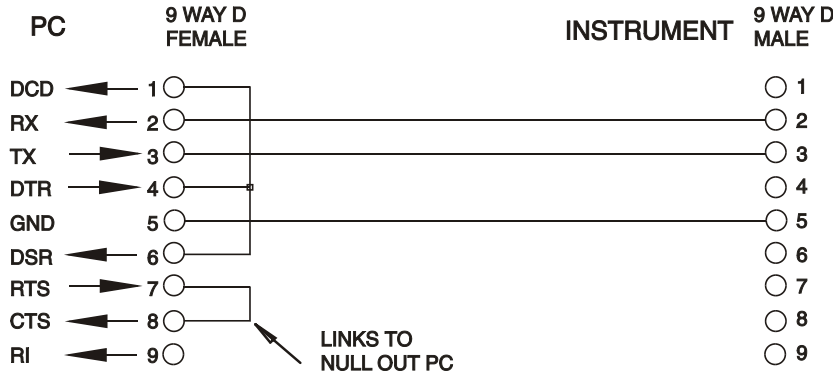 PC
9 WAY D
FEMALE
INSTRUMENT
9 WAY D
MALE
DCD 1 1
RX 2 2
TX 3 3
DTR 4 4
GND 5 5
DSR 6 6
RTS 7 7
CTS 8 8
RI 9 9
LINKS TO
NULL OUT PC